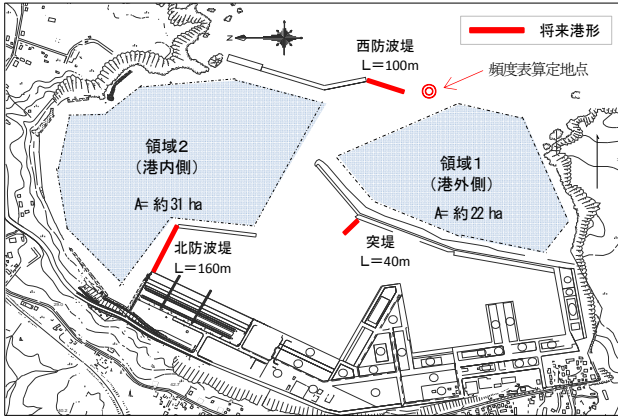 将来港形
西防波堤
L=100m
頻度表算定地点
Z
領域2
(港内側)
A= 約31 ha
領域1
(港外側)
A= 約22 ha
北防波堤
L=160m
突堤
L=40m